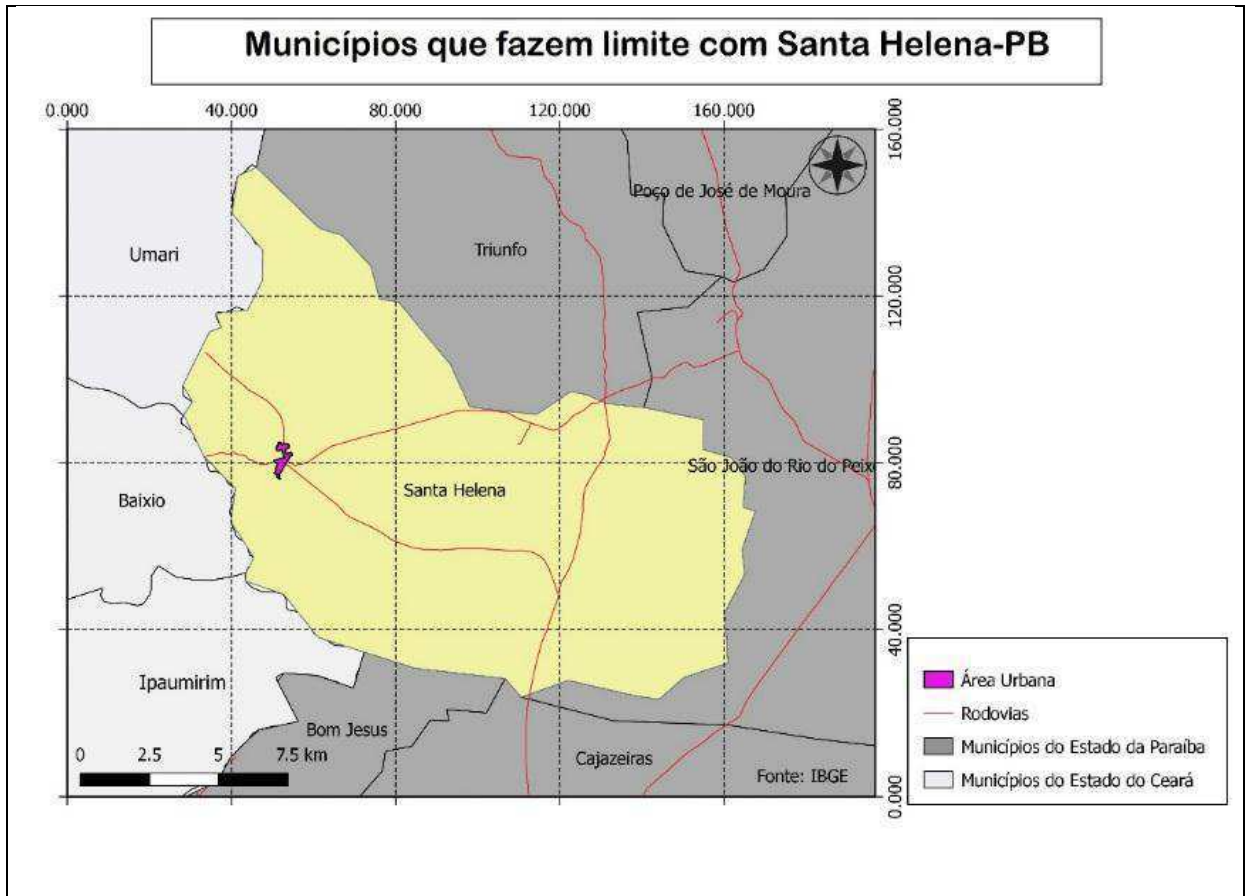 Municípios que fazem limite com Santa Helena-PB
0.000
40.000
80.000
120.000
160.000
160.000
Poço de José de Moura
Umari
Triunfo
120.000
São João do Rio do Peixe
80.000
Santa Helena
Baixio
40.000
Ipaumirim
Bom Jesus
0 2.5 5 7.5 km
Cajazeiras
Fonte: IBGE
0.000
Área Urbana
Rodovias
Municípios do Estado da Paraíba
Municípios do Estado do Ceará